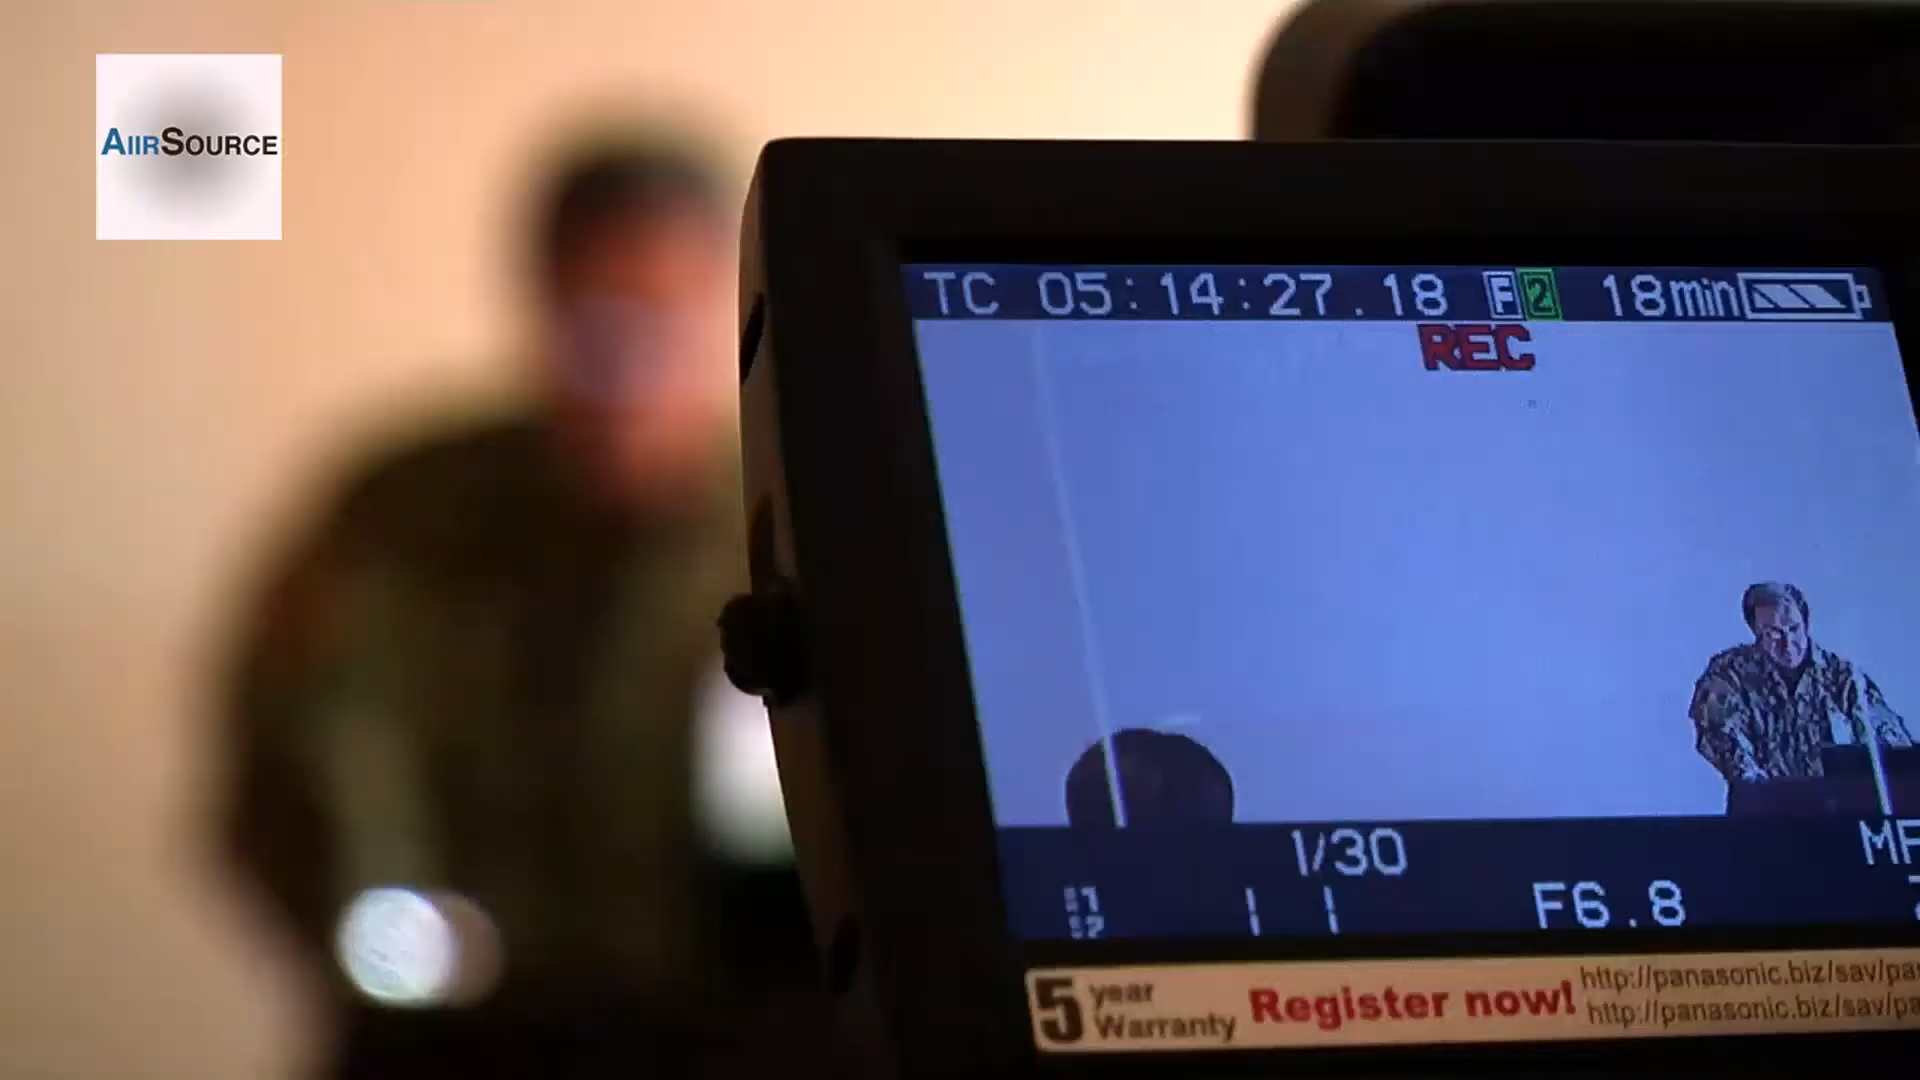 AIIRSOURCE
TC 05:14:27.18 F 2 18min
REC
1/30
F6.8
5 year Warranty Register now!
http://panasonic.biz/sav/pa
http://panasonic.biz/sav/pa